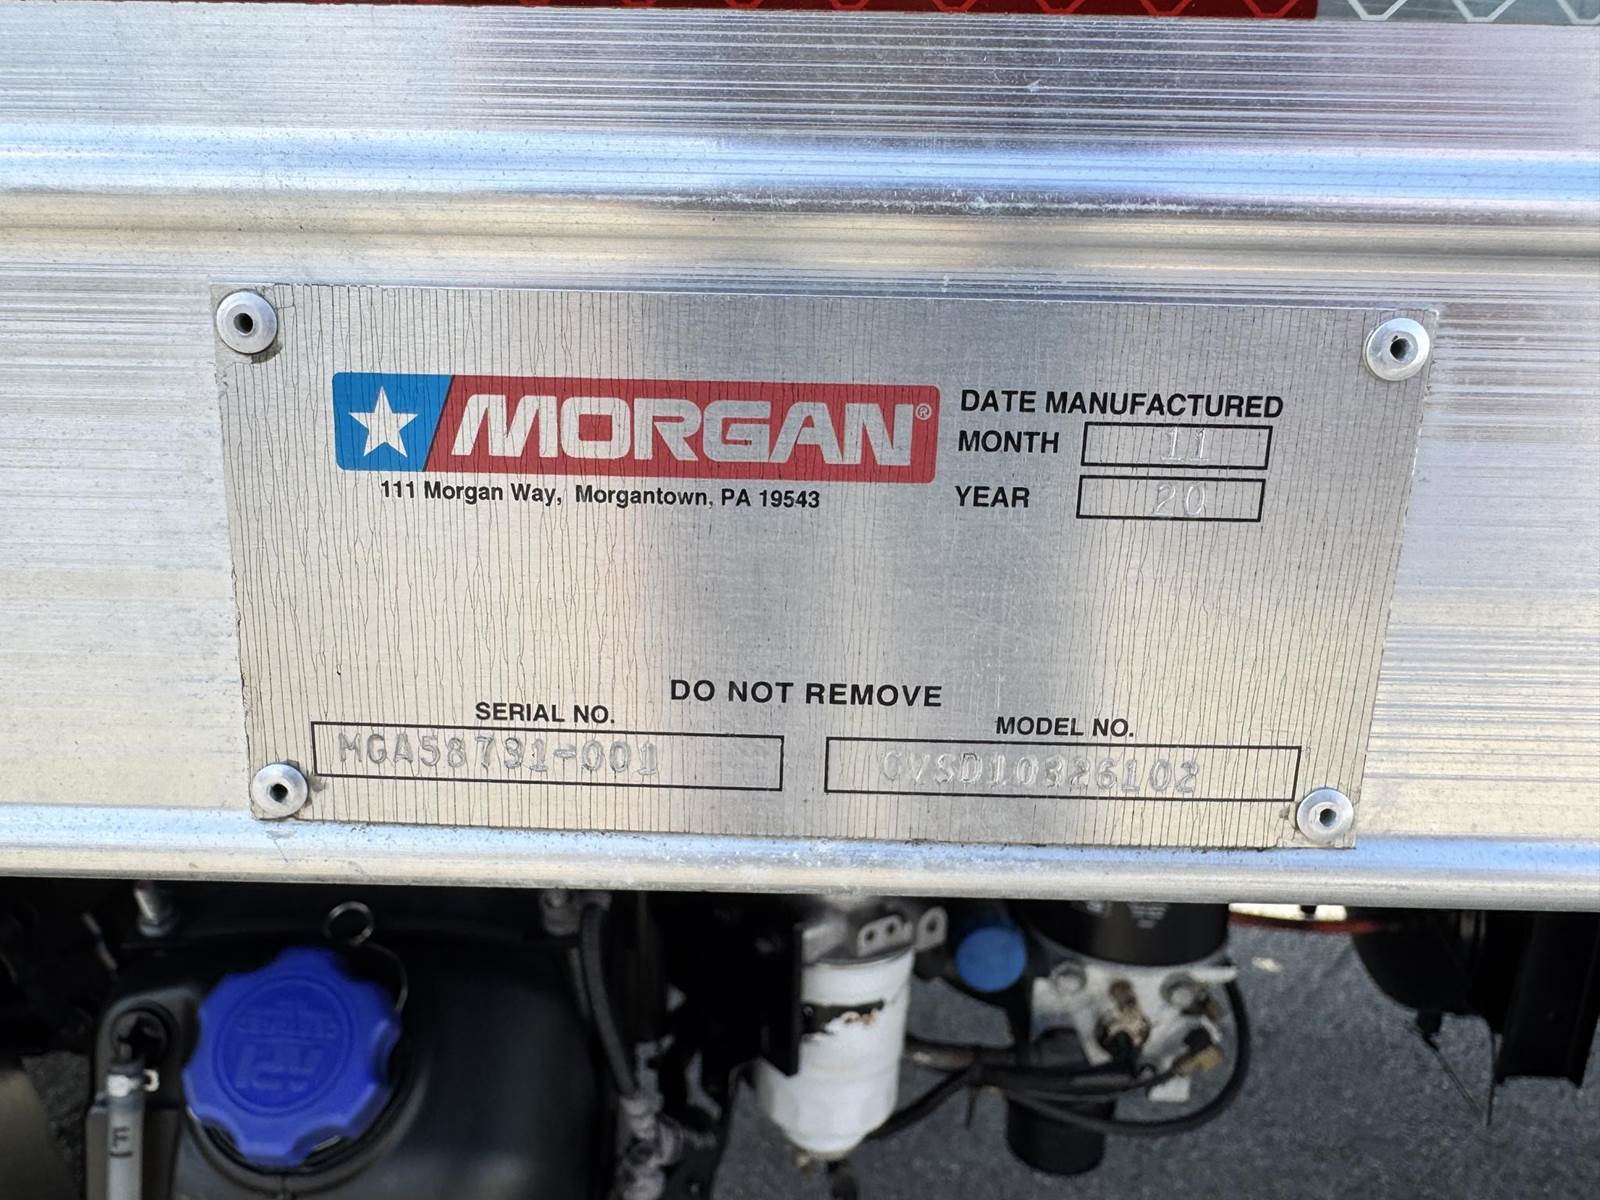 MORGAN®
111 Morgan Way, Morgantown, PA 19543
DATE MANUFACTURED
MONTH 11
YEAR 20
DO NOT REMOVE
SERIAL NO.
MGA58731-001
MODEL NO.
GVSD10326102
F